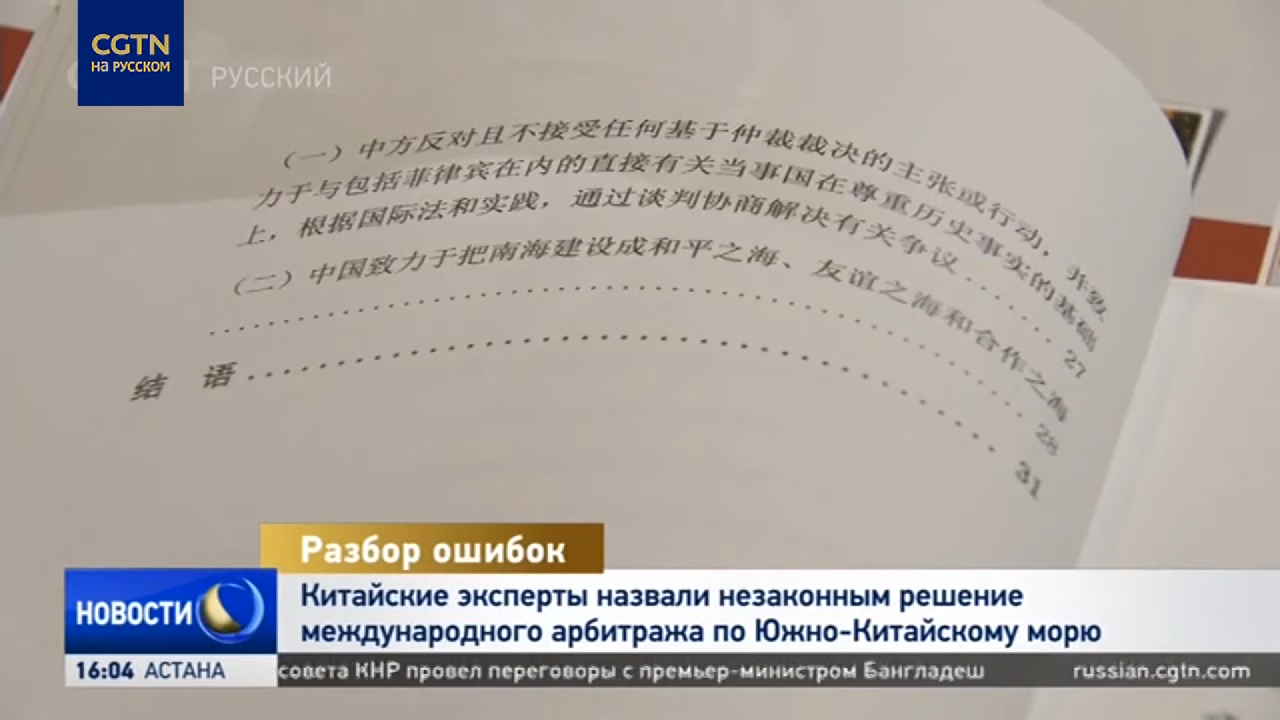 CGTN
на русском
РУССКИЙ
（一）中方反对且不接受任何基于仲裁裁决的主张或行动，并致
力于与包括菲律宾在内的直接有关当事国在尊重历史事实的基础
上，根据国际法和实践，通过谈判协商解决有关争议 ............ 27
（二）中国致力于把南海建设成和平之海、友谊之海和合作之海
............ 28
结 语 ............ 31
Разбор ошибок
НОВОСТИ
Китайские эксперты назвали незаконным решение
международного арбитража по Южно-Китайскому морю
16:04 АСТАНА
совета КНР провел переговоры с премьер-министром Бангладеш
russian.cgtn.com